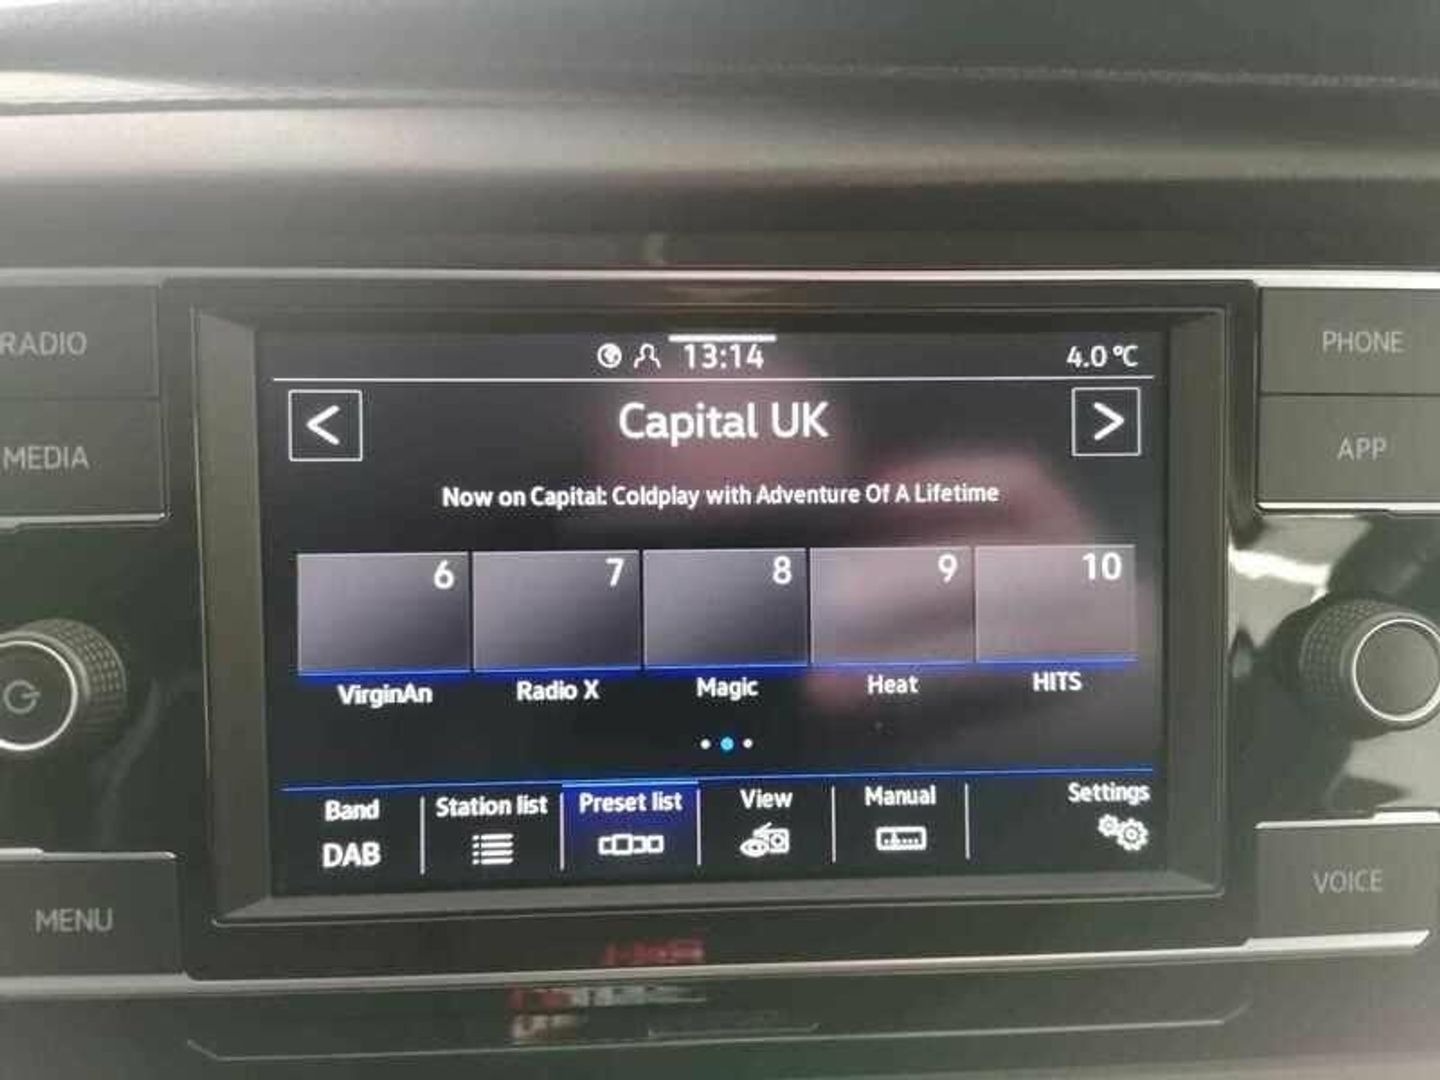 RADIO
MEDIA
MENU
13:14
4.0 °C
<
Capital UK
>
Now on Capital: Coldplay with Adventure Of A Lifetime
6 7 8 9 10
VirginAn Radio X Magic Heat HITS
Band Station list Preset list View Manual Settings
DAB
PHONE
APP
VOICE